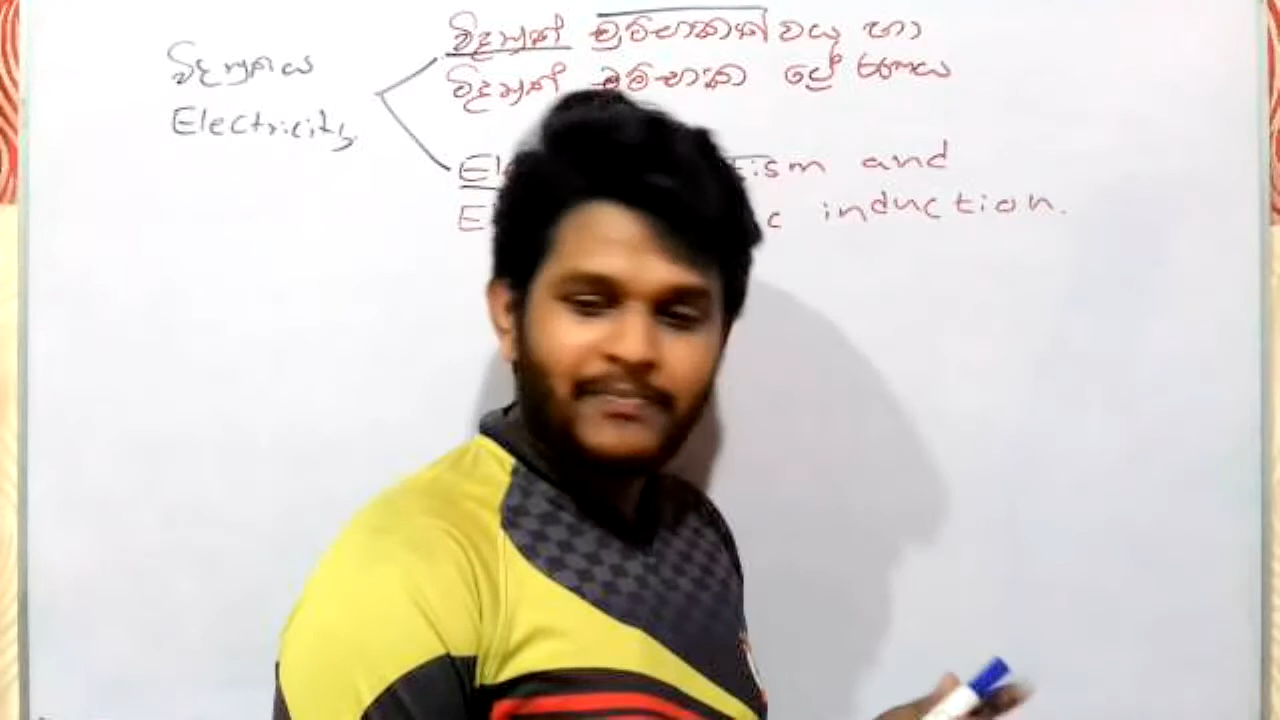 විද්‍යුතය
Electricity
විද්‍යුත් චුම්භකත්වය හා
විද්‍යුත් චුම්භක ප්‍රේරණය
and
induction.